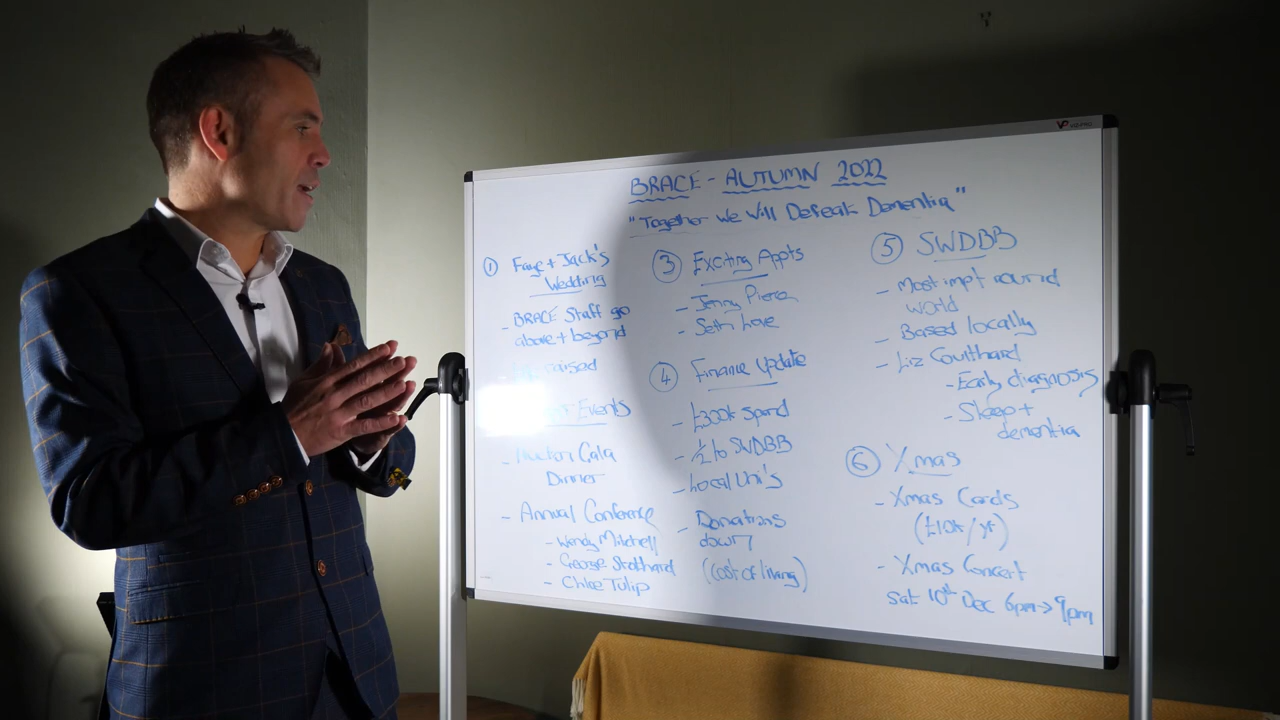 BRACE - AUTUMN 2022
"Together We Will Defeat Dementia"
① Faye + Jack's
Wedding
- BRACE Staff go
above + beyond
raised
Events
Gala
Dinner
- Annual Conference
- Wendy Mitchell
- George Stothard
- Chloe Tulip
③ Exciting Appts
- Jenny
- Seth Love
④ Finance Update
- £300k spend
- 1/2 to SWDBB
- Local Uni's
- Donations
down
(cost of living)
⑤ SWDBB
- Most impt around
world
- Based locally
- Liz Coulthard
- Early diagnosis
- Sleep +
dementia
⑥ Xmas
- Xmas Cards
(£10k/yr)
- Xmas Concert
Sat 10th Dec 6pm → 9pm